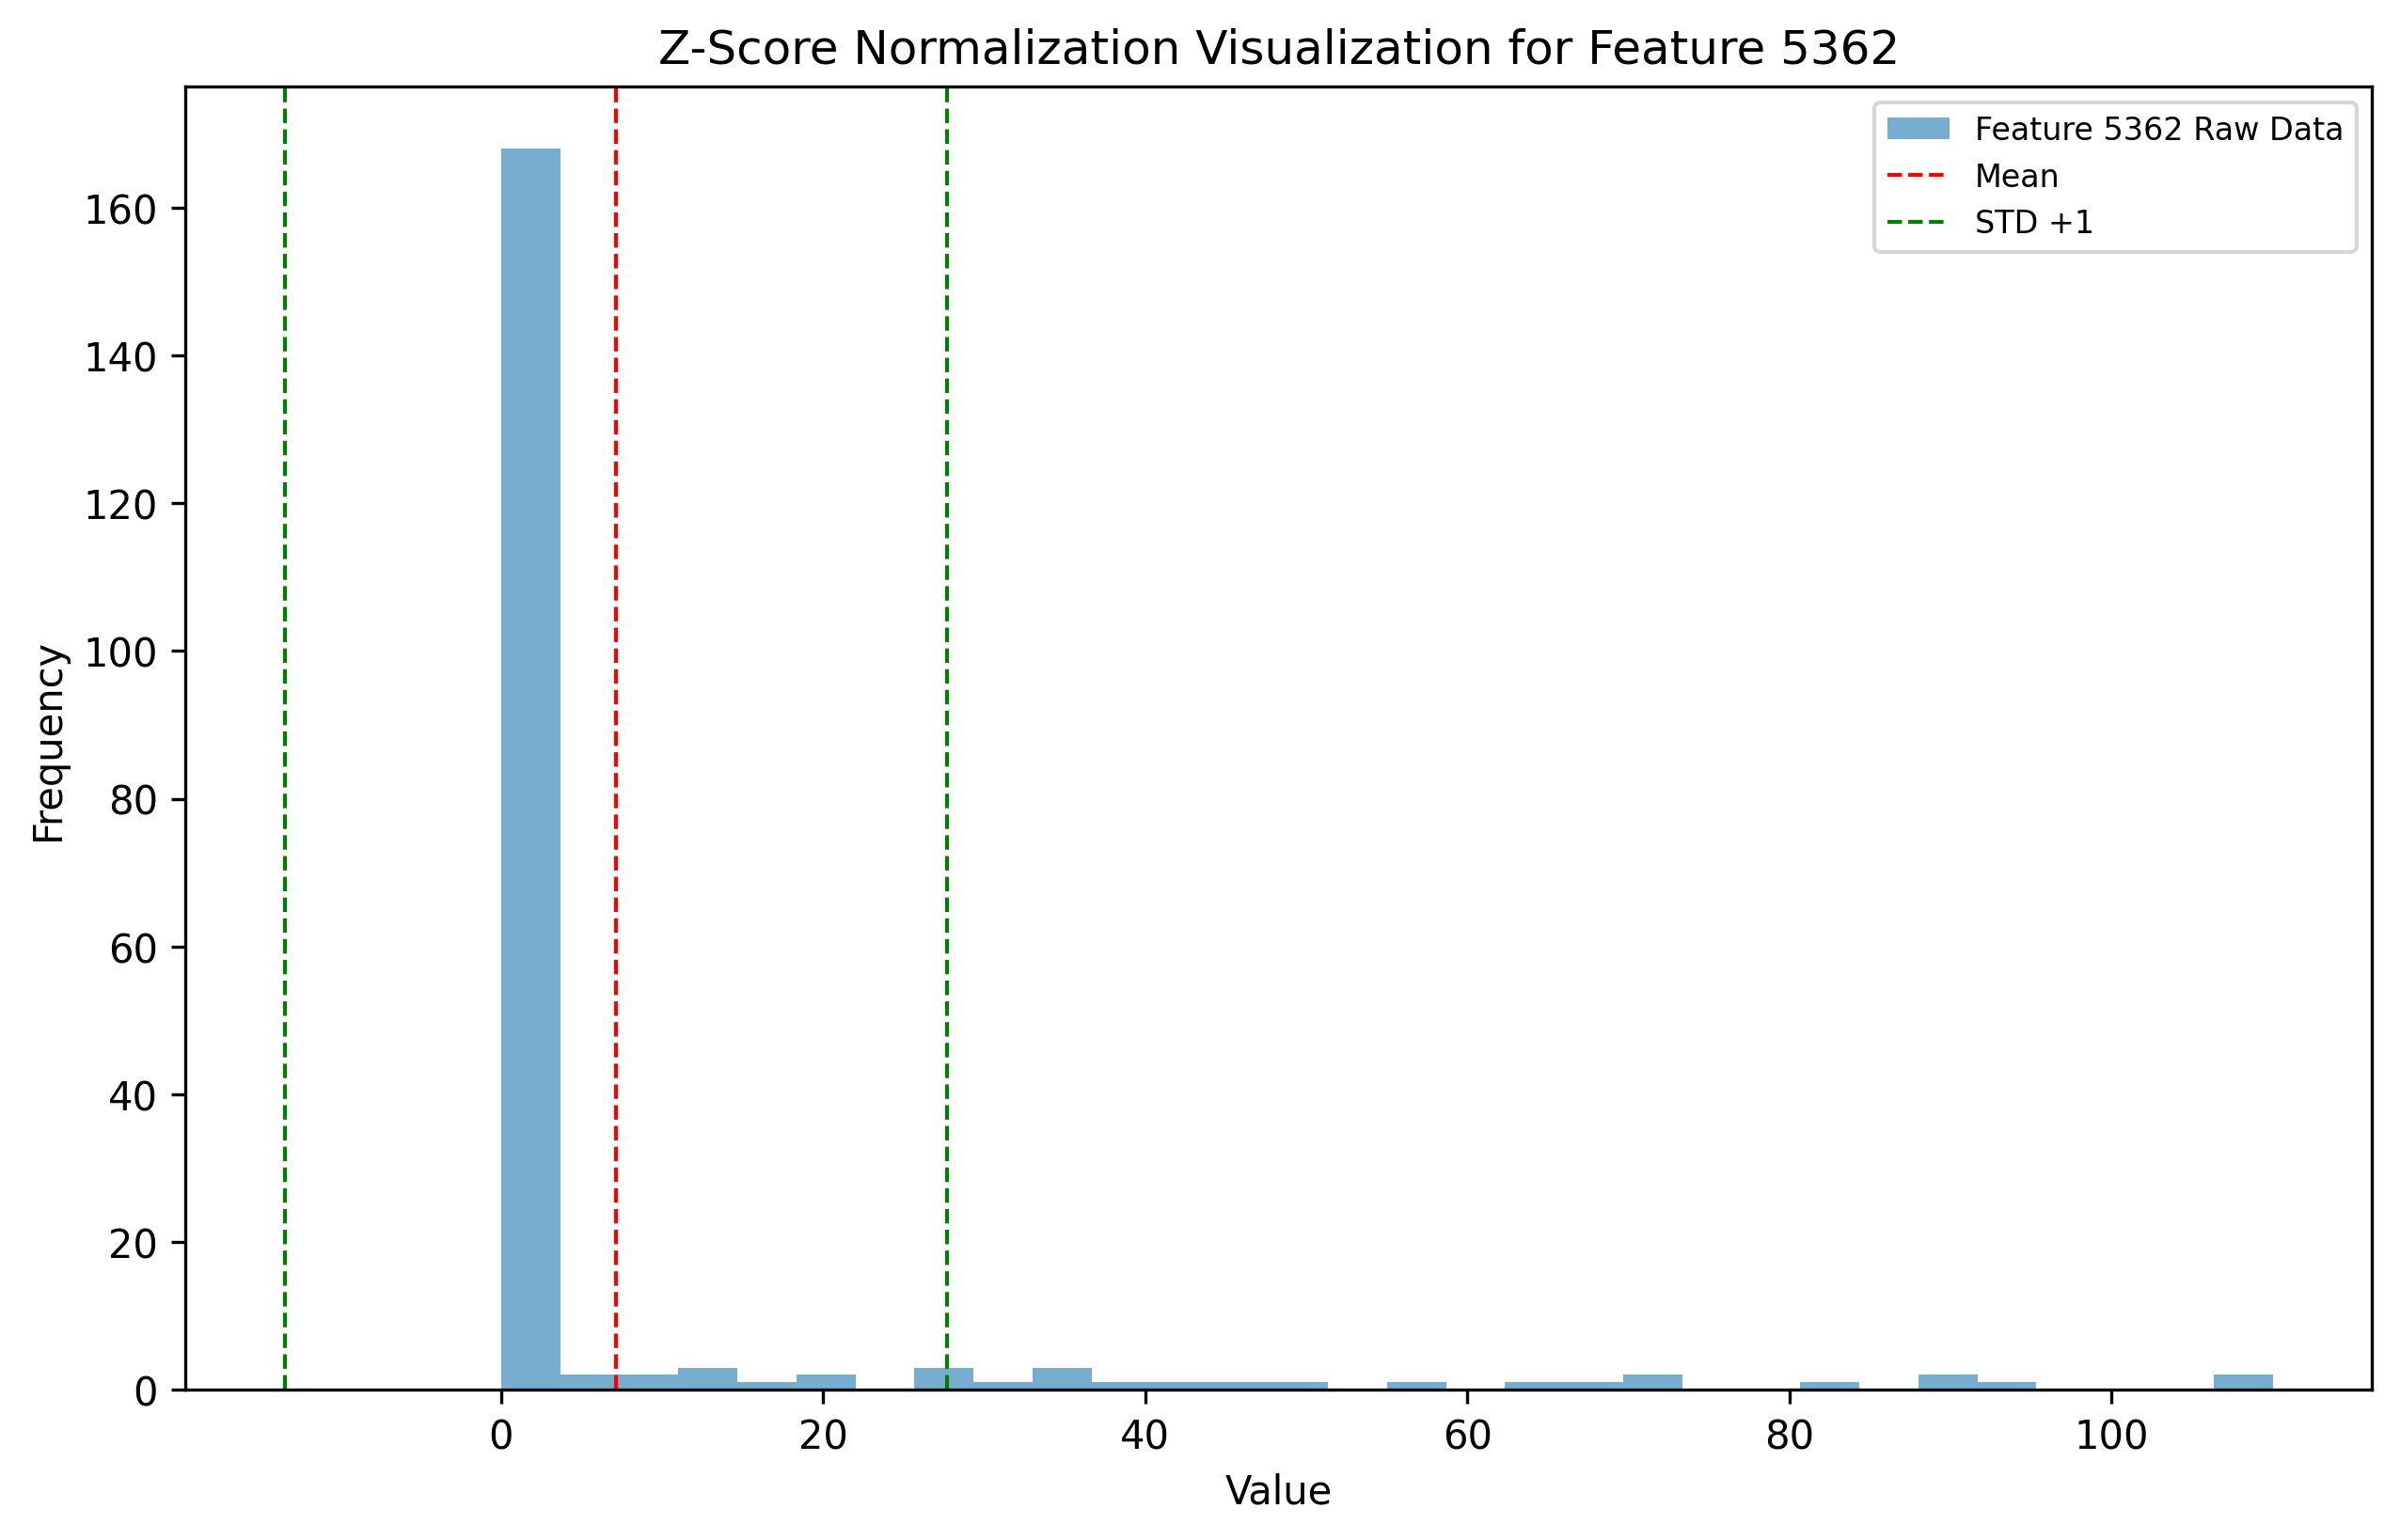 Z-Score Normalization Visualization for Feature 5362
Feature 5362 Raw Data
Mean
STD +1
160
140
120
100
80
60
40
20
0
Frequency
0 20 40 60 80 100
Value